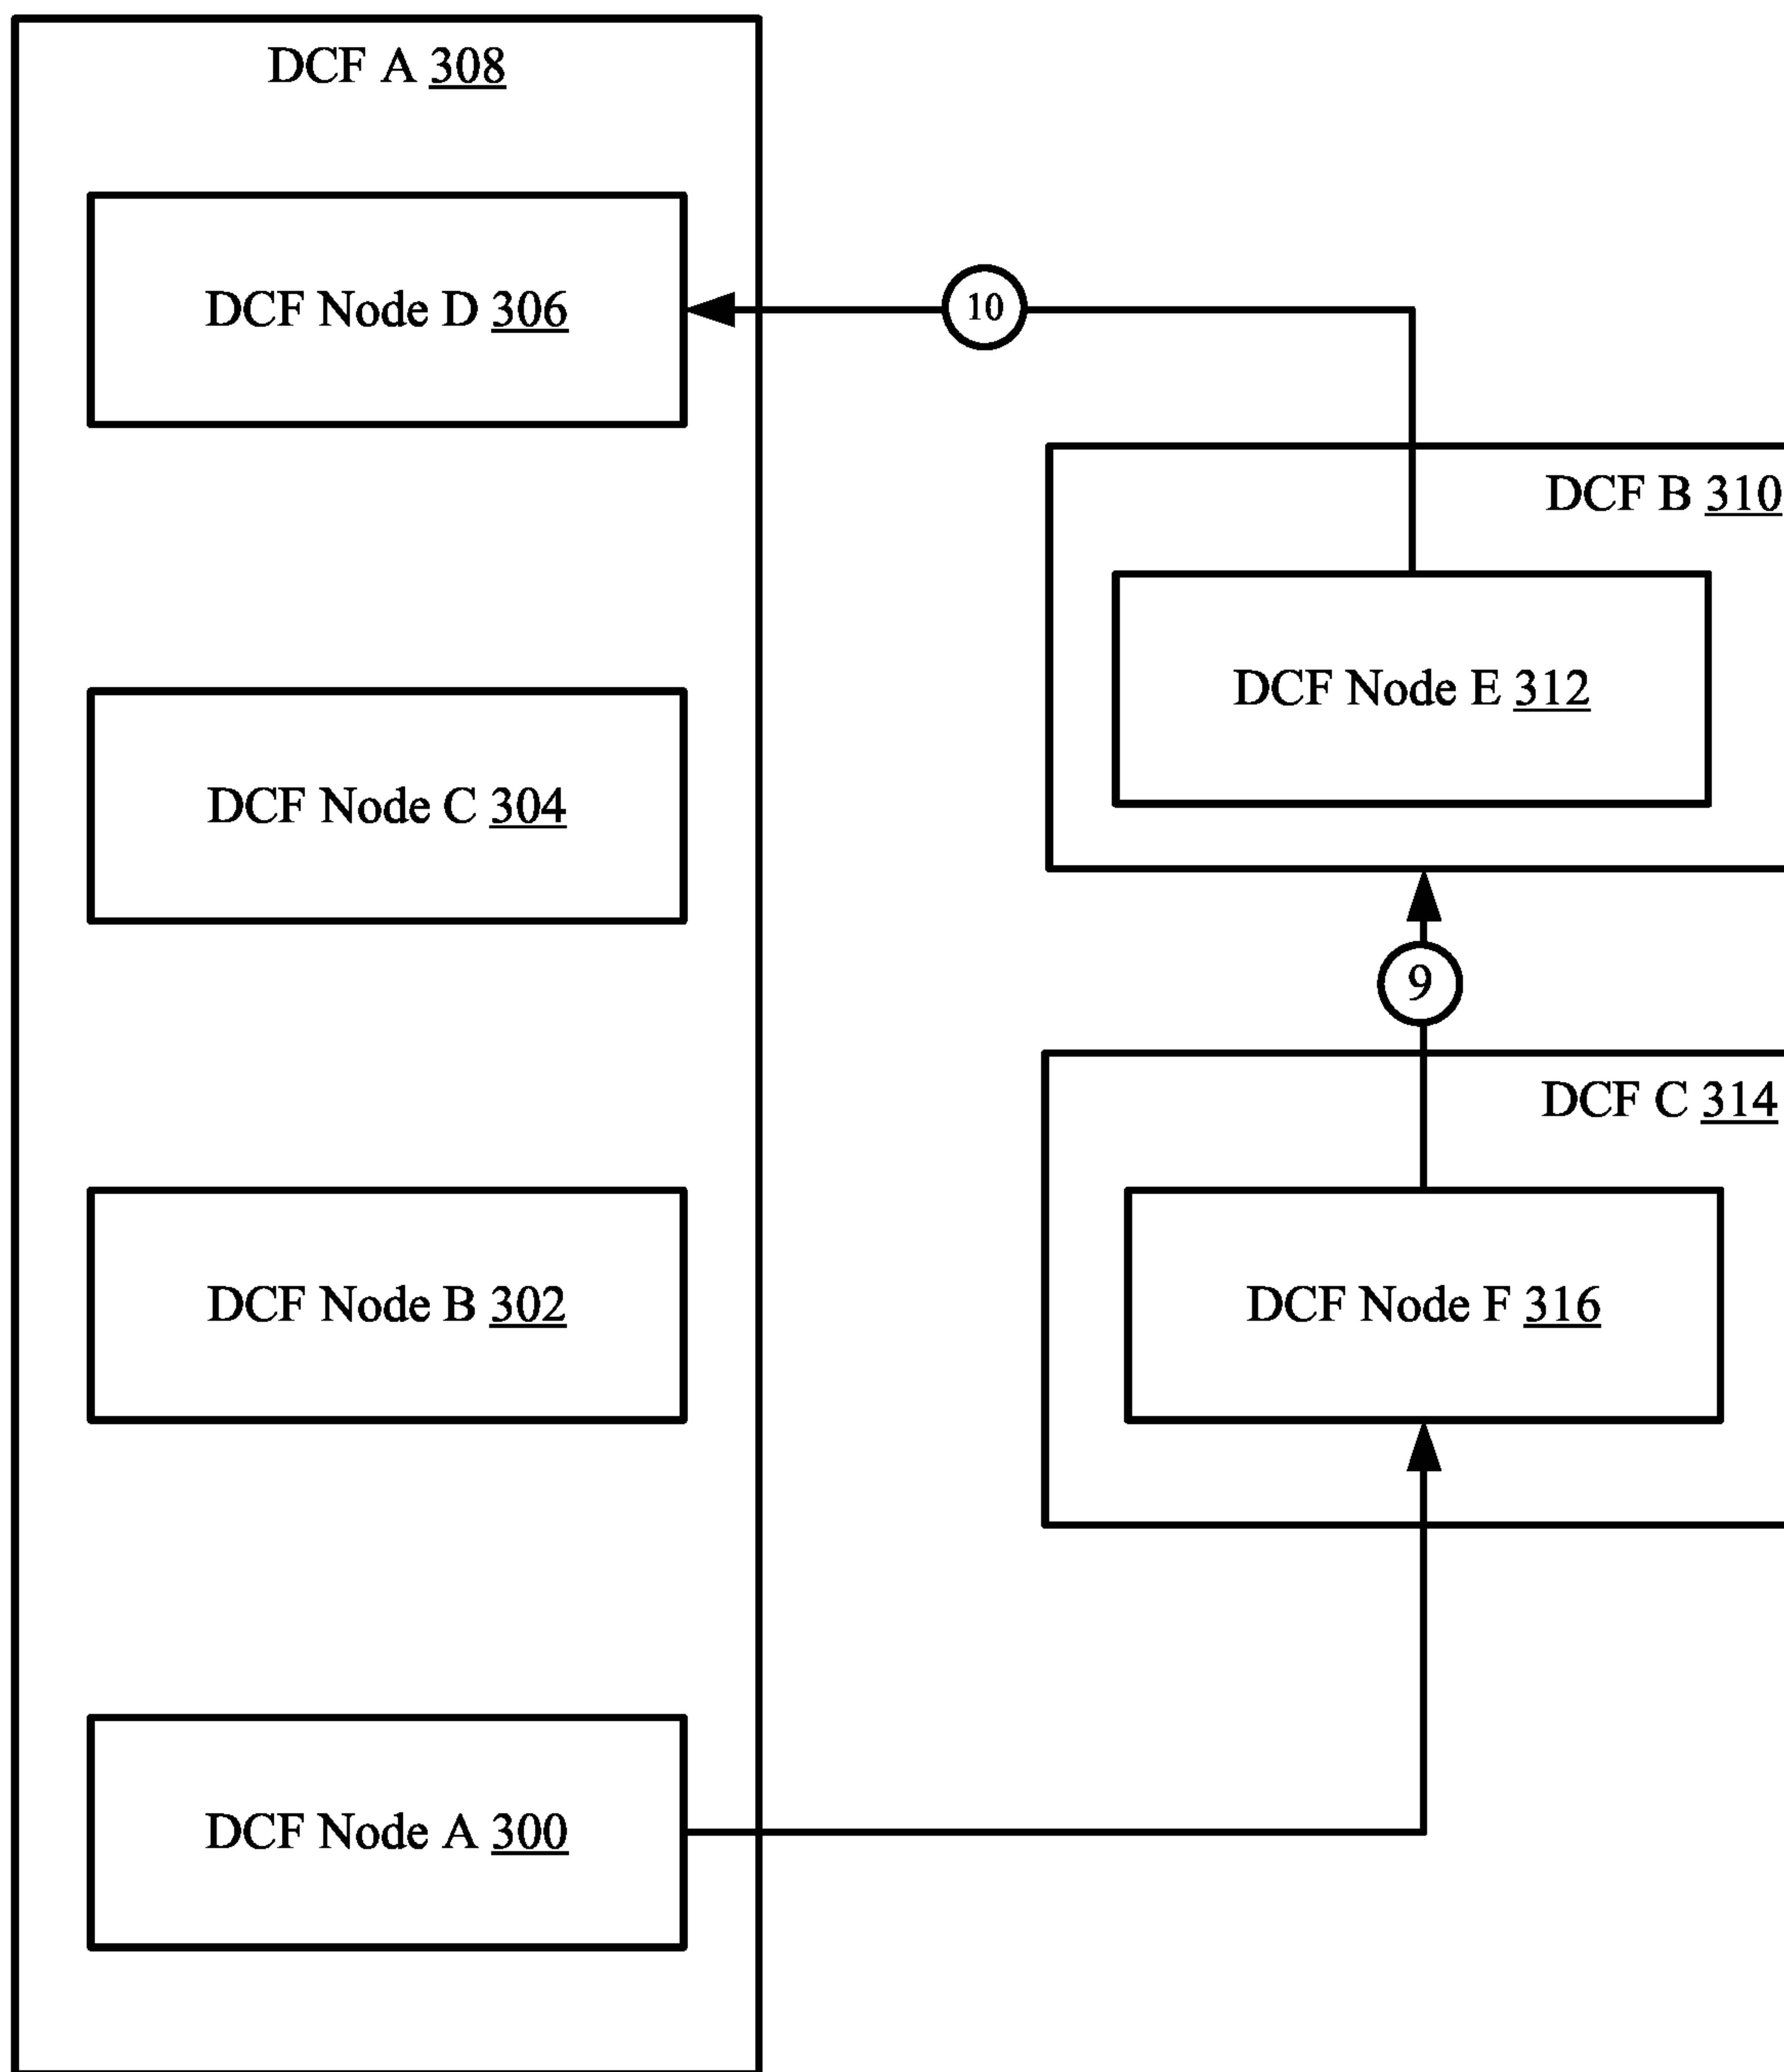 DCF A 308
DCF Node D 306
10
DCF B 310
DCF Node E 312
DCF Node C 304
9
DCF C 314
DCF Node B 302
DCF Node F 316
DCF Node A 300